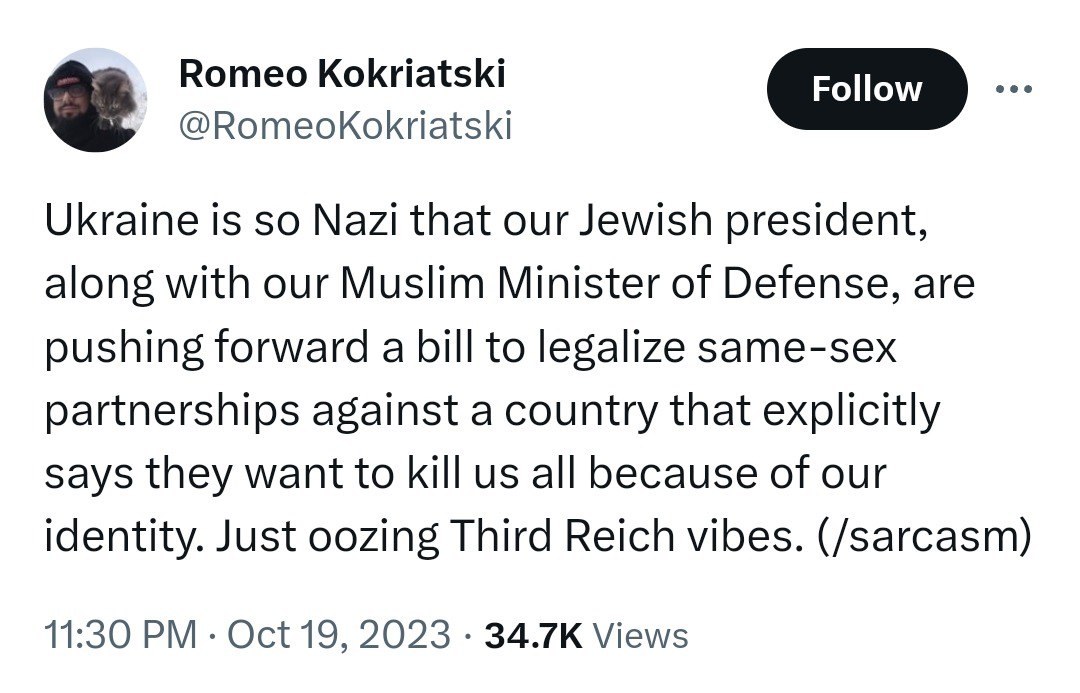 Romeo Kokriatski
@RomeoKokriatski
Follow
Ukraine is so Nazi that our Jewish president,
along with our Muslim Minister of Defense, are
pushing forward a bill to legalize same-sex
partnerships against a country that explicitly
says they want to kill us all because of our
identity. Just oozing Third Reich vibes. (/sarcasm)
11:30 PM · Oct 19, 2023 · 34.7K Views